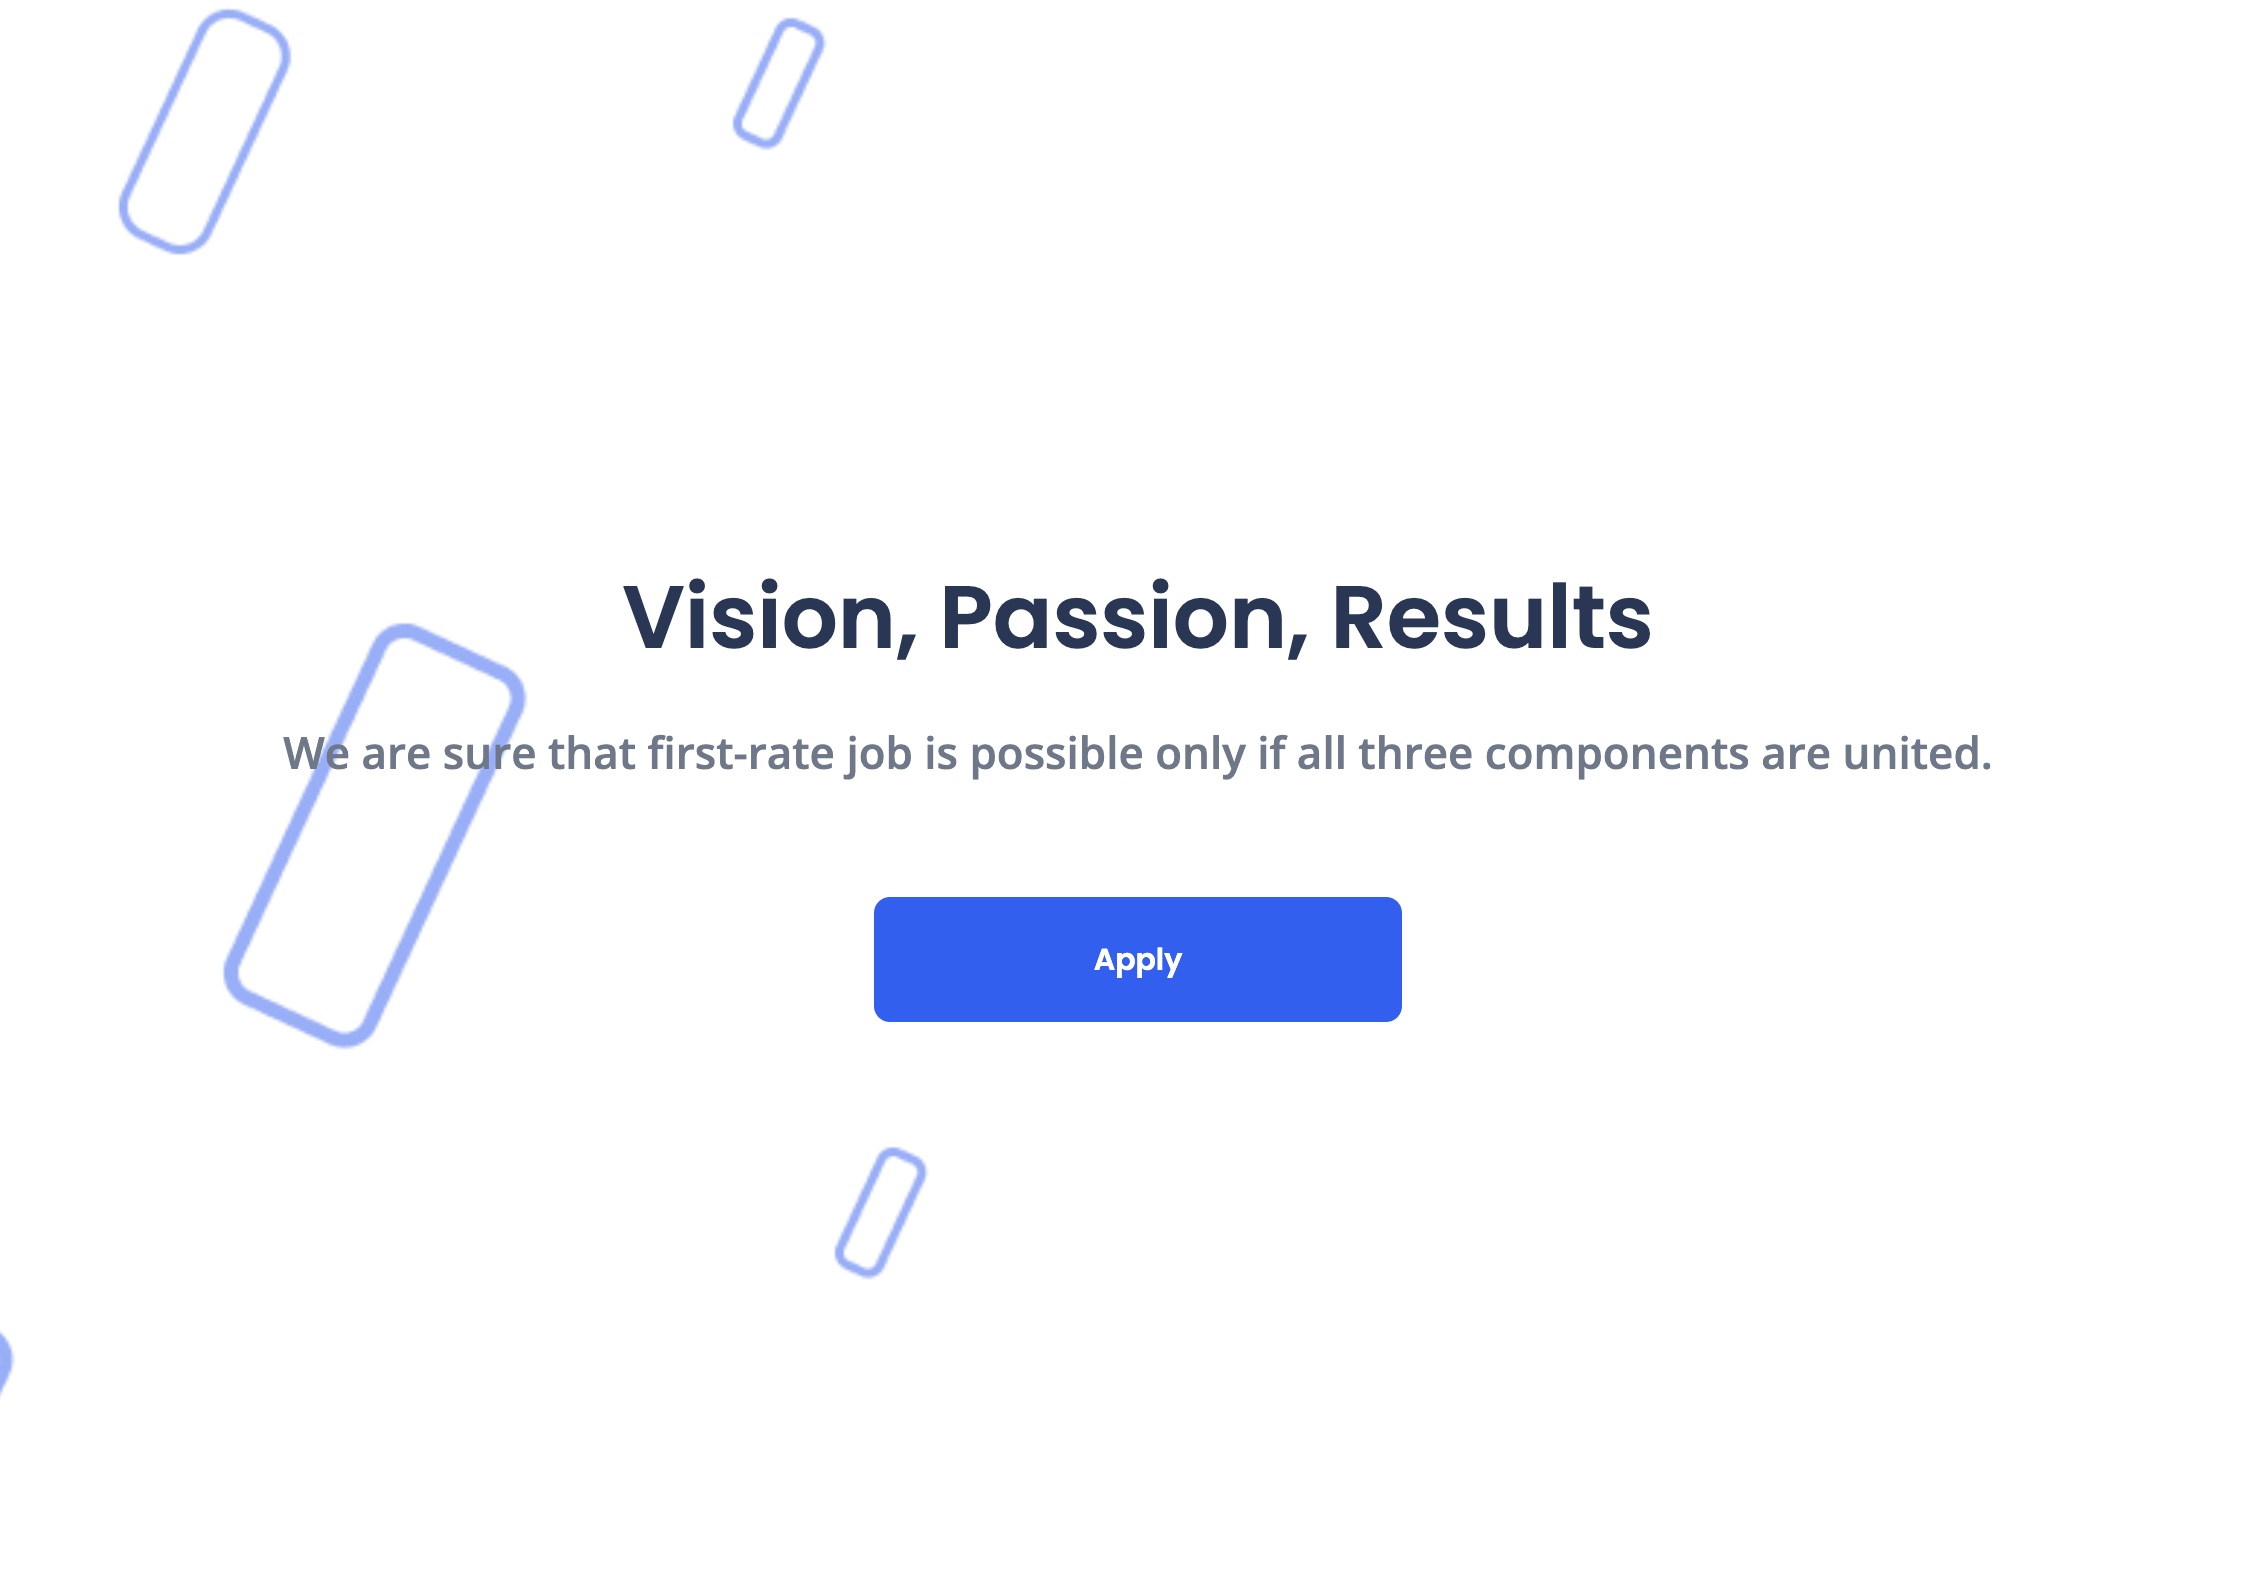 Vision, Passion, Results
We are sure that first-rate job is possible only if all three components are united.
Apply